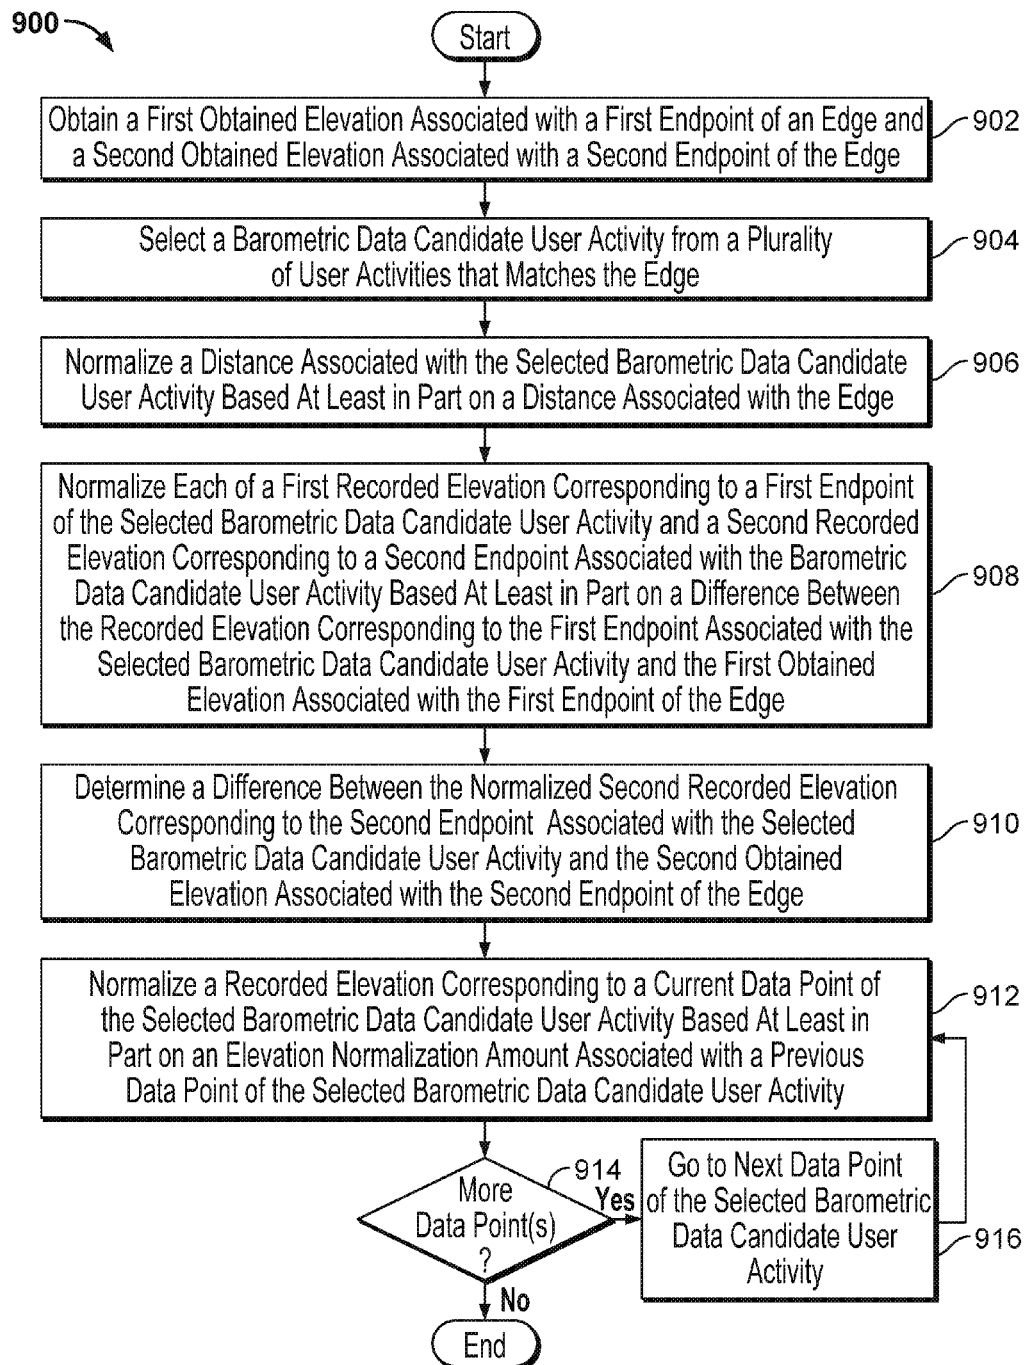 900
Start
Obtain a First Obtained Elevation Associated with a First Endpoint of an Edge and
a Second Obtained Elevation Associated with a Second Endpoint of the Edge
902
Select a Barometric Data Candidate User Activity from a Plurality
of User Activities that Matches the Edge
904
Normalize a Distance Associated with the Selected Barometric Data Candidate
User Activity Based At Least in Part on a Distance Associated with the Edge
906
Normalize Each of a First Recorded Elevation Corresponding to a First Endpoint
of the Selected Barometric Data Candidate User Activity and a Second Recorded
Elevation Corresponding to a Second Endpoint Associated with the Barometric
Data Candidate User Activity Based At Least in Part on a Difference Between
the Recorded Elevation Corresponding to the First Endpoint Associated with the
Selected Barometric Data Candidate User Activity and the First Obtained
Elevation Associated with the First Endpoint of the Edge
908
Determine a Difference Between the Normalized Second Recorded Elevation
Corresponding to the Second Endpoint Associated with the Selected
Barometric Data Candidate User Activity and the Second Obtained
Elevation Associated with the Second Endpoint of the Edge
910
Normalize a Recorded Elevation Corresponding to a Current Data Point of
the Selected Barometric Data Candidate User Activity Based At Least in
Part on an Elevation Normalization Amount Associated with a Previous
Data Point of the Selected Barometric Data Candidate User Activity
912
More
Data Point(s)
?
914
Yes
Go to Next Data Point
of the Selected Barometric
Data Candidate User
Activity
916
No
End